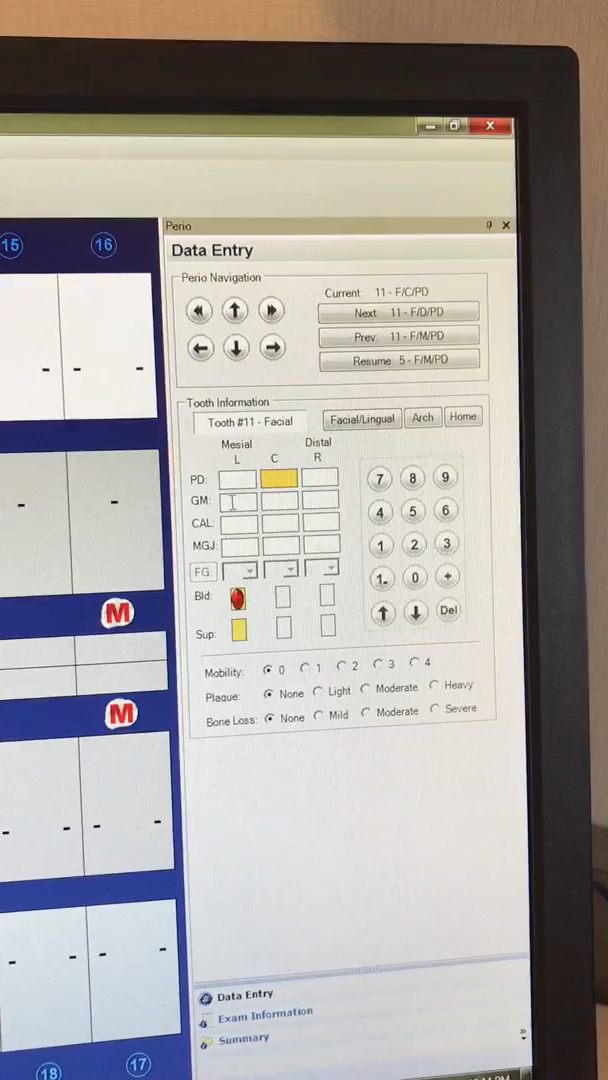 Perio
15 16
Data Entry
Perio Navigation
Current: 11 - F/C/PD
Next: 11 - F/D/PD
Prev: 11 - F/M/PD
Resume: 5 - F/M/PD
Tooth Information
Tooth #11 - Facial
Facial/Lingual Arch Home
Mesial Distal
L C R
PD:
GM:
CAL:
MGJ:
FG:
Bld:
Sup:
7 8 9
4 5 6
1 2 3
1. 0 +
Del
M
Mobility: 0 1 2 3 4
Plaque: None Light Moderate Heavy
Bone Loss: None Mild Moderate Severe
M
Data Entry
Exam Information
Summary
18 17
PM